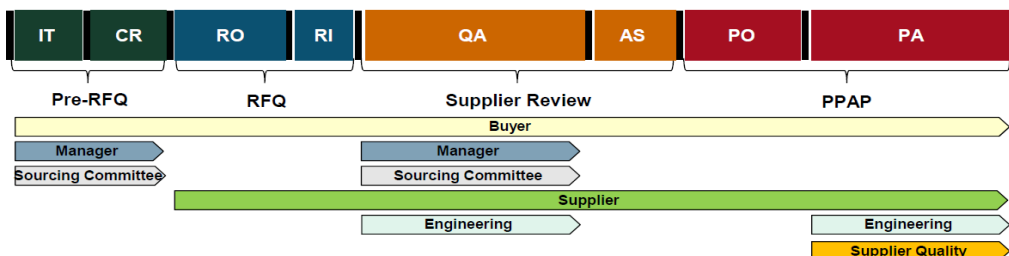 IT CR RO RI QA AS PO PA
Pre-RFQ RFQ Supplier Review PPAP
Buyer
Manager Manager
Sourcing Committee Sourcing Committee
Supplier
Engineering Engineering
Supplier Quality